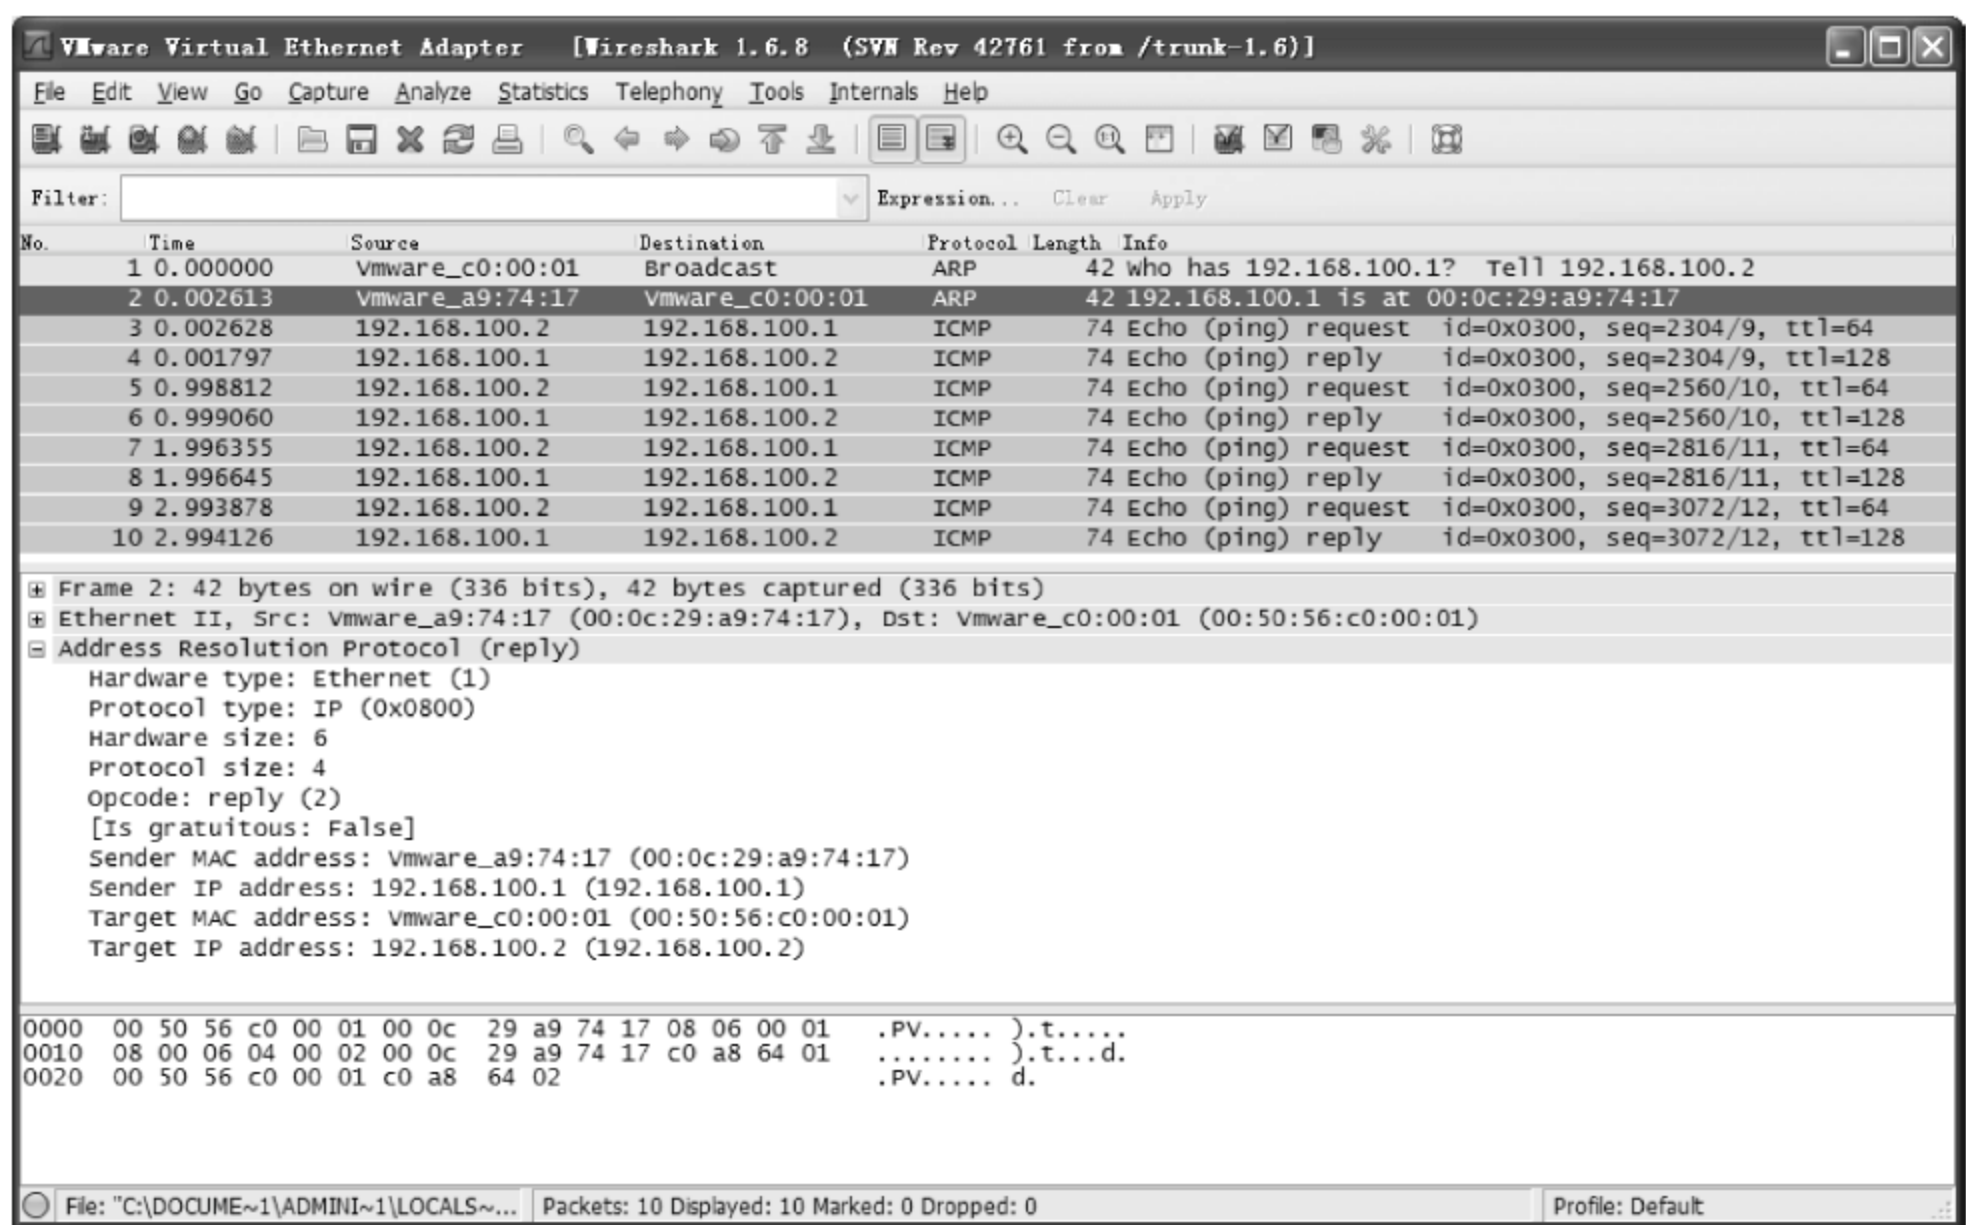 VMware Virtual Ethernet Adapter [Wireshark 1.6.8 (SVN Rev 42761 from /trunk-1.6)]
File Edit View Go Capture Analyze Statistics Telephony Tools Internals Help
Filter: Expression... Clear Apply
No. Time Source Destination Protocol Length Info
1 0.000000 Vmware_c0:00:01 Broadcast ARP 42 Who has 192.168.100.1? Tell 192.168.100.2
2 0.002613 Vmware_a9:74:17 Vmware_c0:00:01 ARP 42 192.168.100.1 is at 00:0c:29:a9:74:17
3 0.002628 192.168.100.2 192.168.100.1 ICMP 74 Echo (ping) request id=0x0300, seq=2304/9, ttl=64
4 0.001797 192.168.100.1 192.168.100.2 ICMP 74 Echo (ping) reply id=0x0300, seq=2304/9, ttl=128
5 0.998812 192.168.100.2 192.168.100.1 ICMP 74 Echo (ping) request id=0x0300, seq=2560/10, ttl=64
6 0.999060 192.168.100.1 192.168.100.2 ICMP 74 Echo (ping) reply id=0x0300, seq=2560/10, ttl=128
7 1.996355 192.168.100.2 192.168.100.1 ICMP 74 Echo (ping) request id=0x0300, seq=2816/11, ttl=64
8 1.996645 192.168.100.1 192.168.100.2 ICMP 74 Echo (ping) reply id=0x0300, seq=2816/11, ttl=128
9 2.993878 192.168.100.2 192.168.100.1 ICMP 74 Echo (ping) request id=0x0300, seq=3072/12, ttl=64
10 2.994126 192.168.100.1 192.168.100.2 ICMP 74 Echo (ping) reply id=0x0300, seq=3072/12, ttl=128
Frame 2: 42 bytes on wire (336 bits), 42 bytes captured (336 bits)
Ethernet II, Src: Vmware_a9:74:17 (00:0c:29:a9:74:17), Dst: Vmware_c0:00:01 (00:50:56:c0:00:01)
Address Resolution Protocol (reply)
Hardware type: Ethernet (1)
Protocol type: IP (0x0800)
Hardware size: 6
Protocol size: 4
Opcode: reply (2)
[Is gratuitous: False]
Sender MAC address: Vmware_a9:74:17 (00:0c:29:a9:74:17)
Sender IP address: 192.168.100.1 (192.168.100.1)
Target MAC address: Vmware_c0:00:01 (00:50:56:c0:00:01)
Target IP address: 192.168.100.2 (192.168.100.2)
0000 00 50 56 c0 00 01 00 0c 29 a9 74 17 08 06 00 01 .PV..... ).t.....
0010 08 00 06 04 00 02 00 0c 29 a9 74 17 c0 a8 64 01 ........ ).t...d.
0020 00 50 56 c0 00 01 c0 a8 64 02 .PV..... d.
File: "C:\DOCUME~1\ADMINI~1\LOCALS~... Packets: 10 Displayed: 10 Marked: 0 Dropped: 0 Profile: Default